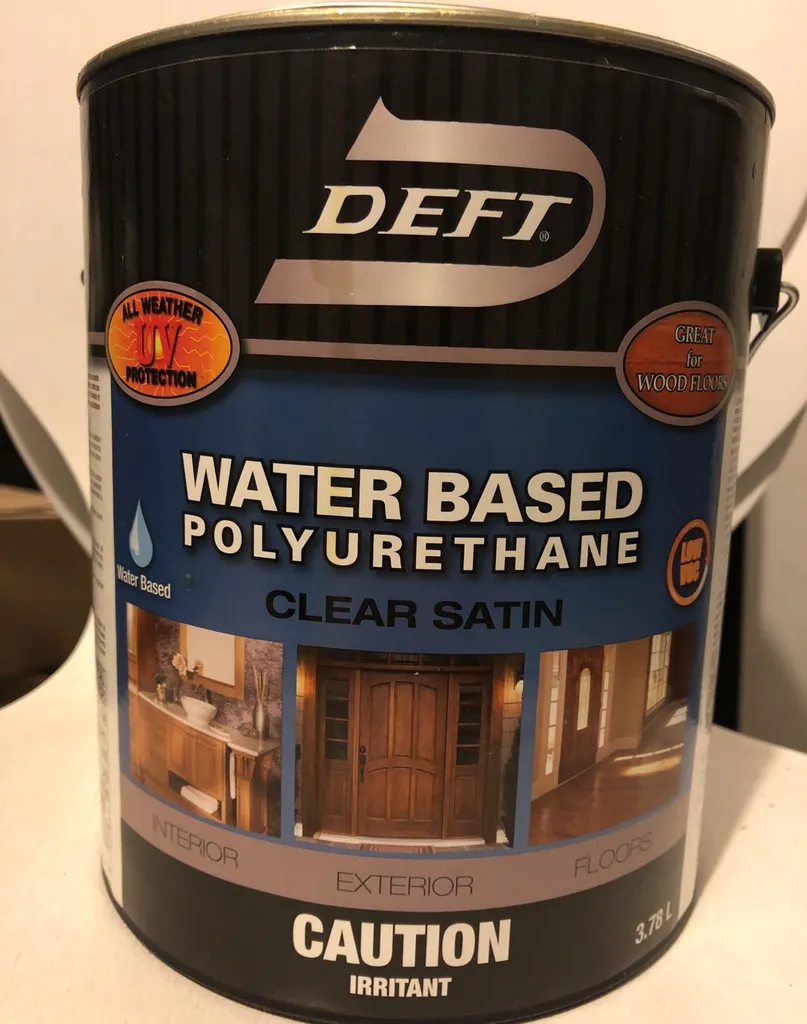 DEFT®
ALL WEATHER
UV
PROTECTION
GREAT
for
WOOD FLOORS
WATER BASED
POLYURETHANE
Water Based
LOW
VOC
CLEAR SATIN
INTERIOR
EXTERIOR
FLOORS
CAUTION
IRRITANT
3.78 L